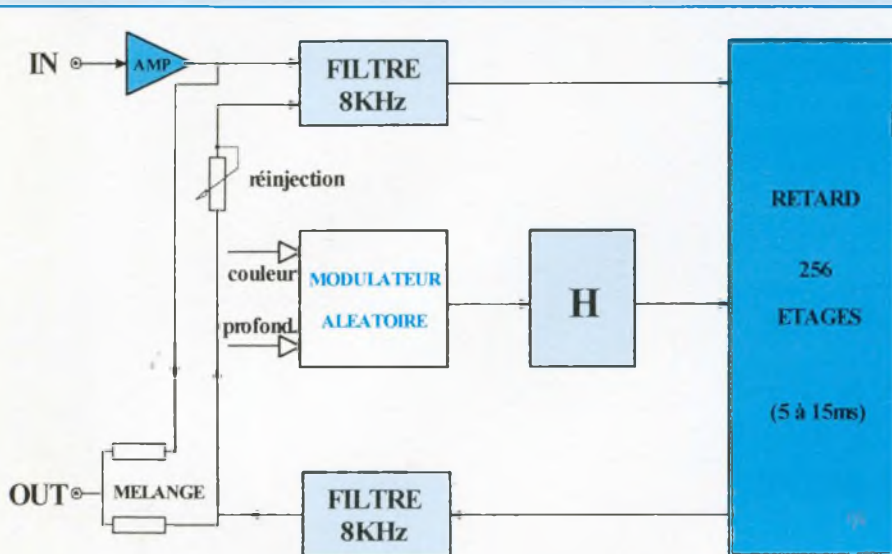 IN
AMP
FILTRE
8KHz
réinjection
couleur
profond.
MODULATEUR
ALEATOIRE
H
RETARD
256
ETAGES
(5 à 15ms)
OUT
MELANGE
FILTRE
8KHz